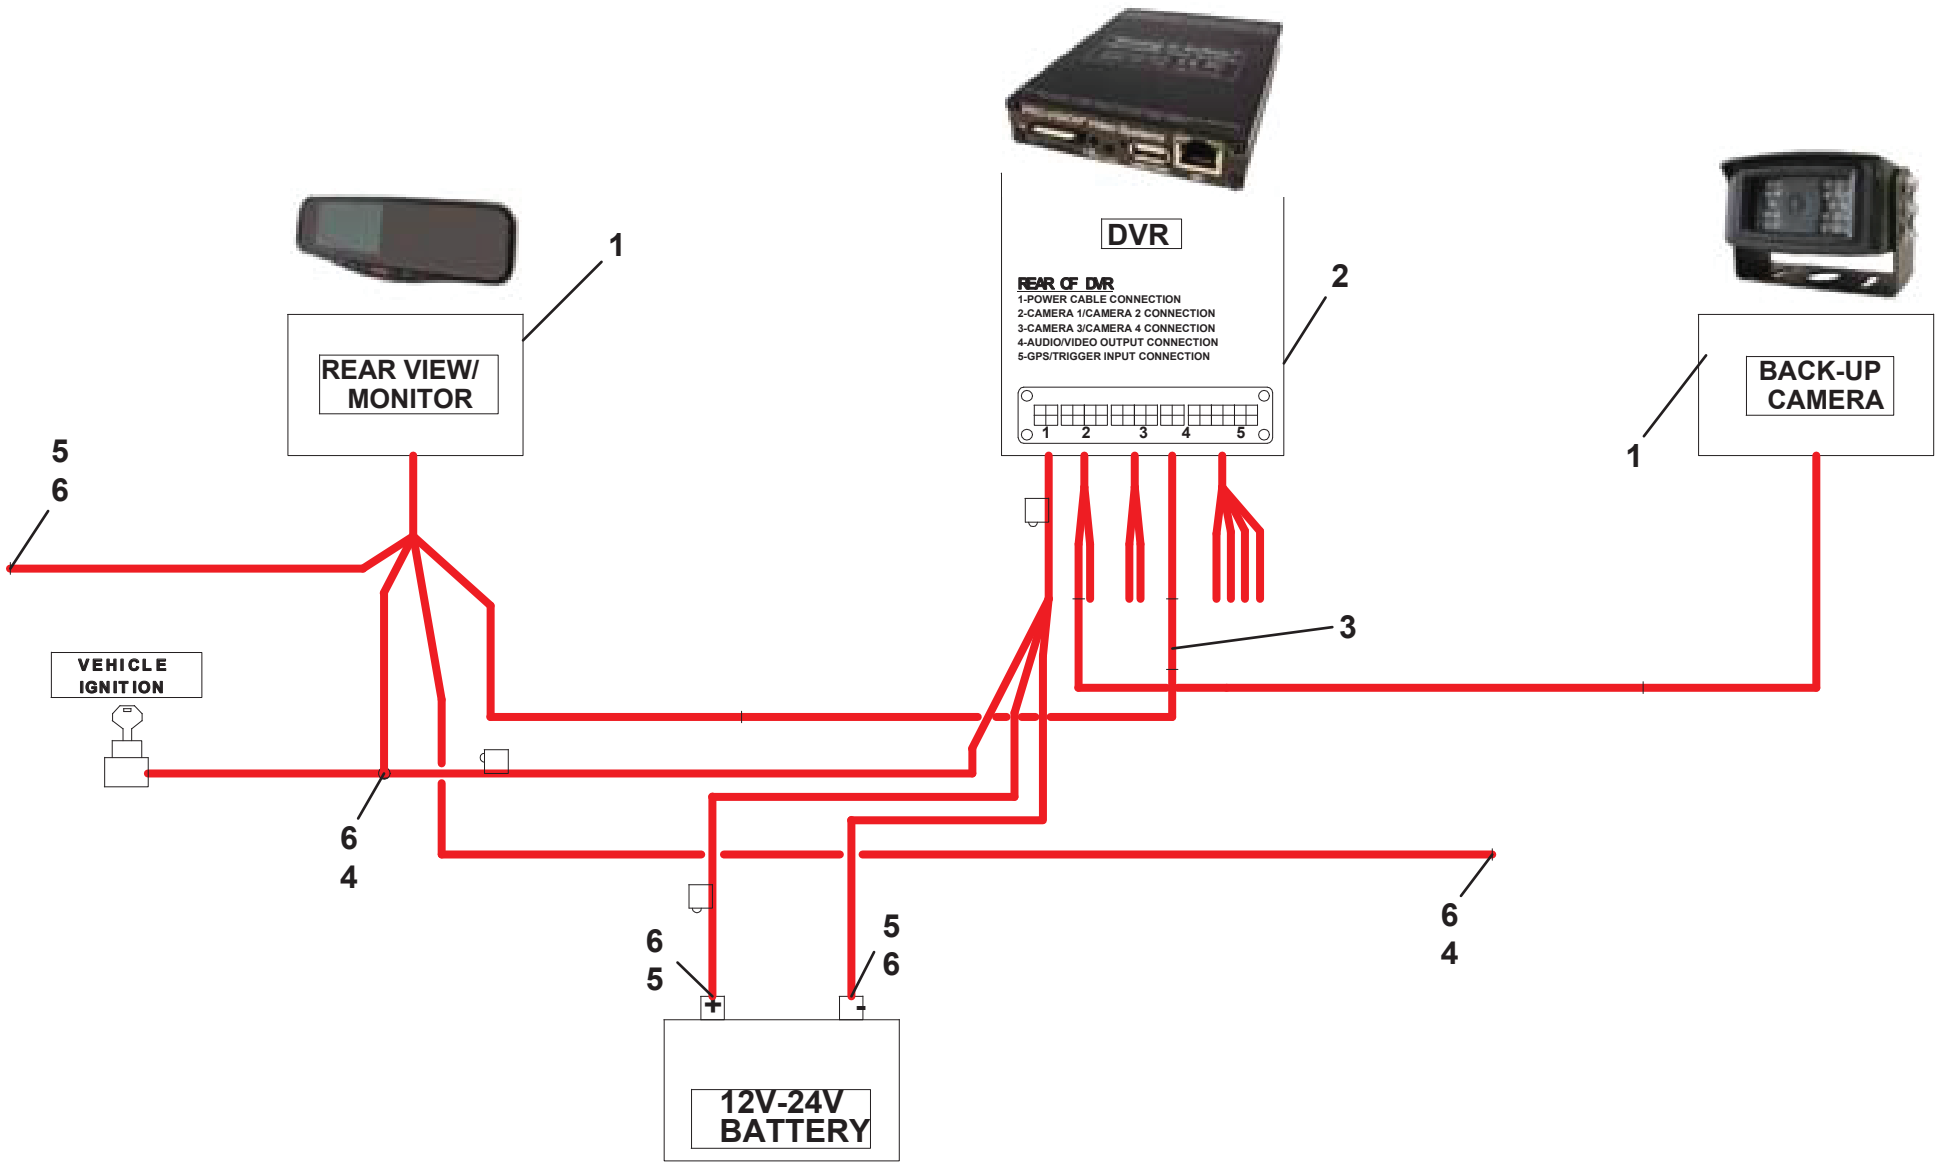 DVR
REAR OF DVR
1-POWER CABLE CONNECTION
2-CAMERA 1/CAMERA 2 CONNECTION
3-CAMERA 3/CAMERA 4 CONNECTION
4-AUDIO/VIDEO OUTPUT CONNECTION
5-GPS/TRIGGER INPUT CONNECTION
1 2 3 4 5
1
2
REAR VIEW/
MONITOR
BACK-UP
CAMERA
1
5
6
3
VEHICLE
IGNITION
6
4
6
4
6
5
5
6
+
-
12V-24V
BATTERY